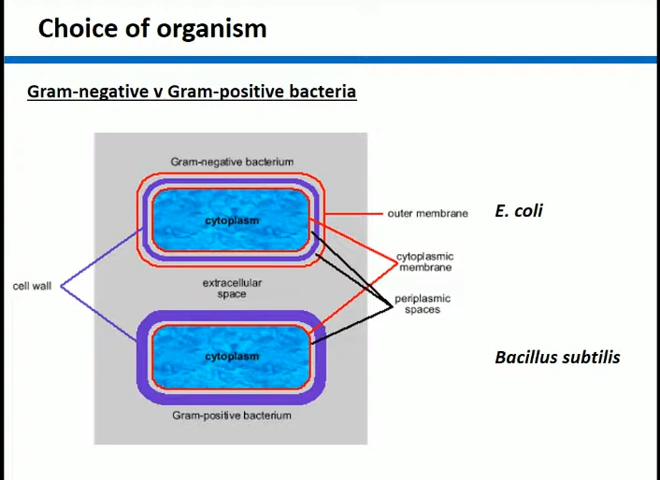 Choice of organism
Gram-negative v Gram-positive bacteria
Gram-negative bacterium
cytoplasm
outer membrane
E. coli
cytoplasmic
membrane
cell wall
extracellular
space
periplasmic
spaces
cytoplasm
Bacillus subtilis
Gram-positive bacterium